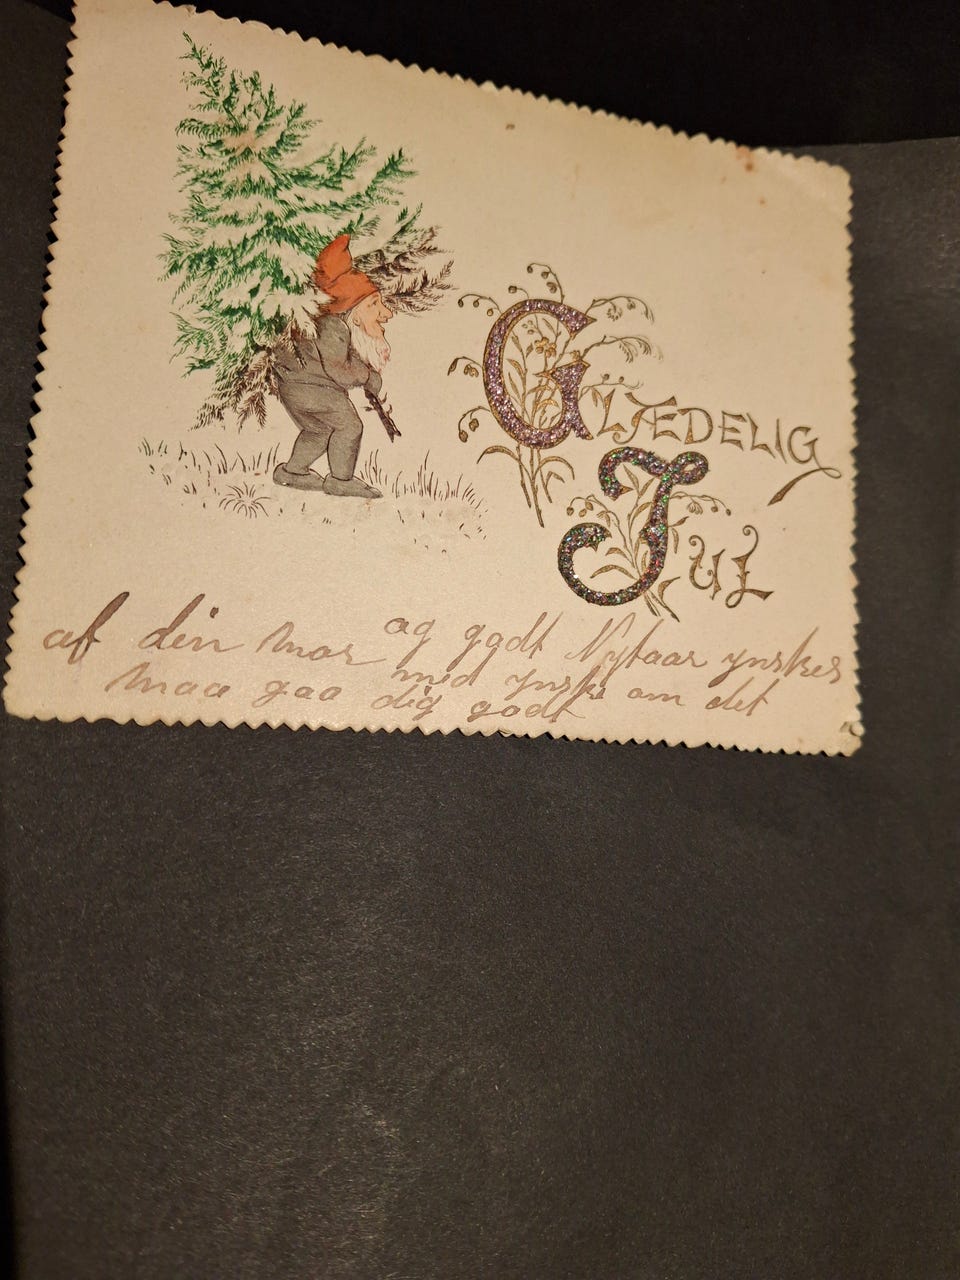 GLÆDELIG
JUL
og godt Nytaar ynskes
af din Mor med ynske om det
maa gaa dig godt